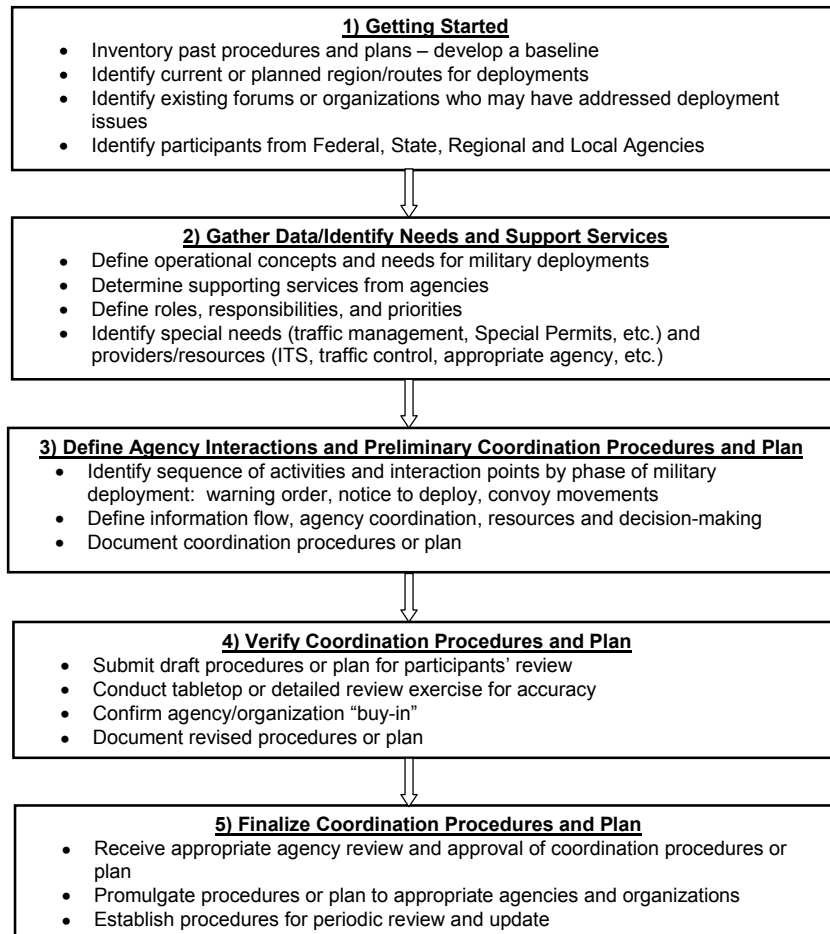 1) Getting Started
• Inventory past procedures and plans – develop a baseline
• Identify current or planned region/routes for deployments
• Identify existing forums or organizations who may have addressed deployment
issues
• Identify participants from Federal, State, Regional and Local Agencies
2) Gather Data/Identify Needs and Support Services
• Define operational concepts and needs for military deployments
• Determine supporting services from agencies
• Define roles, responsibilities, and priorities
• Identify special needs (traffic management, Special Permits, etc.) and
providers/resources (ITS, traffic control, appropriate agency, etc.)
3) Define Agency Interactions and Preliminary Coordination Procedures and Plan
• Identify sequence of activities and interaction points by phase of military
deployment: warning order, notice to deploy, convoy movements
• Define information flow, agency coordination, resources and decision-making
• Document coordination procedures or plan
4) Verify Coordination Procedures and Plan
• Submit draft procedures or plan for participants’ review
• Conduct tabletop or detailed review exercise for accuracy
• Confirm agency/organization “buy-in”
• Document revised procedures or plan
5) Finalize Coordination Procedures and Plan
• Receive appropriate agency review and approval of coordination procedures or
plan
• Promulgate procedures or plan to appropriate agencies and organizations
• Establish procedures for periodic review and update